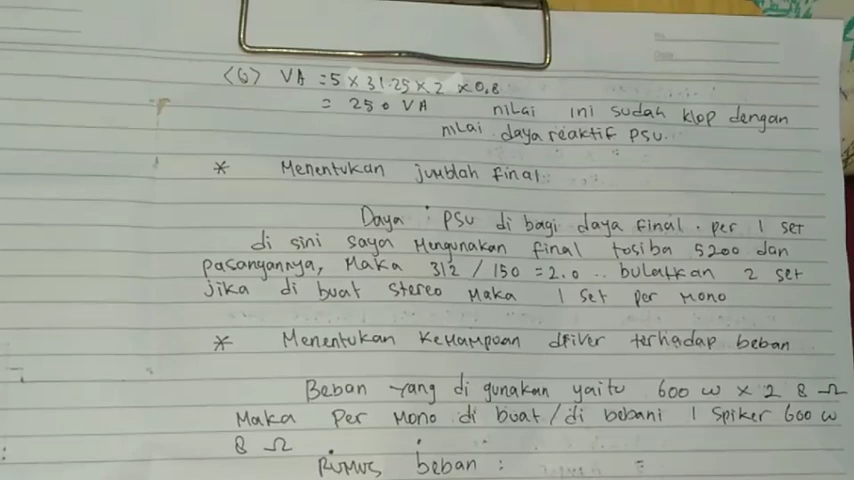 <6> VA = 5 x 31.25 x 2 x 0,8
= 250 VA nilai ini sudah klop dengan
nilai daya reaktif PSU.
* Menentukan jumblah final:
Daya PSU di bagi daya final. per 1 set
di sini saya Mengunakan final tosiba 5200 dan
pasangannya, Maka 312 / 150 = 2.0 .. bulatkan 2 set
jika di buat stereo Maka 1 set per mono
* Menentukan Kemampuan driver terhadap beban
Beban yang di gunakan yaitu 600 w x 2 8 Ω
Maka Per Mono di buat/di bebani 1 Spiker 600 w
8 Ω
Rumus beban :